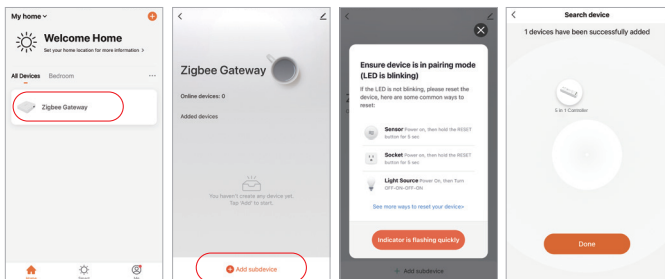 My home
Welcome Home
Set your home location for more information >
All Devices Bedroom
Zigbee Gateway
Home
Smart
Me
Zigbee Gateway
Online devices: 0
Added devices
You haven't create any device yet.
Tap 'Add' to start.
Add subdevice
Ensure device is in pairing mode
(LED is blinking)
If the LED is not blinking, please reset the
device, here are some common ways to
reset:
Sensor Power on, then hold the RESET
button for 5 sec
Socket Power on, then hold the RESET
button for 5 sec
Light Source Power On, then Turn
OFF-ON-OFF-ON
See more ways to reset your device>
Indicator is flashing quickly
+ Add subdevice
Search device
1 devices have been successfully added
5 in 1 Controller
Done